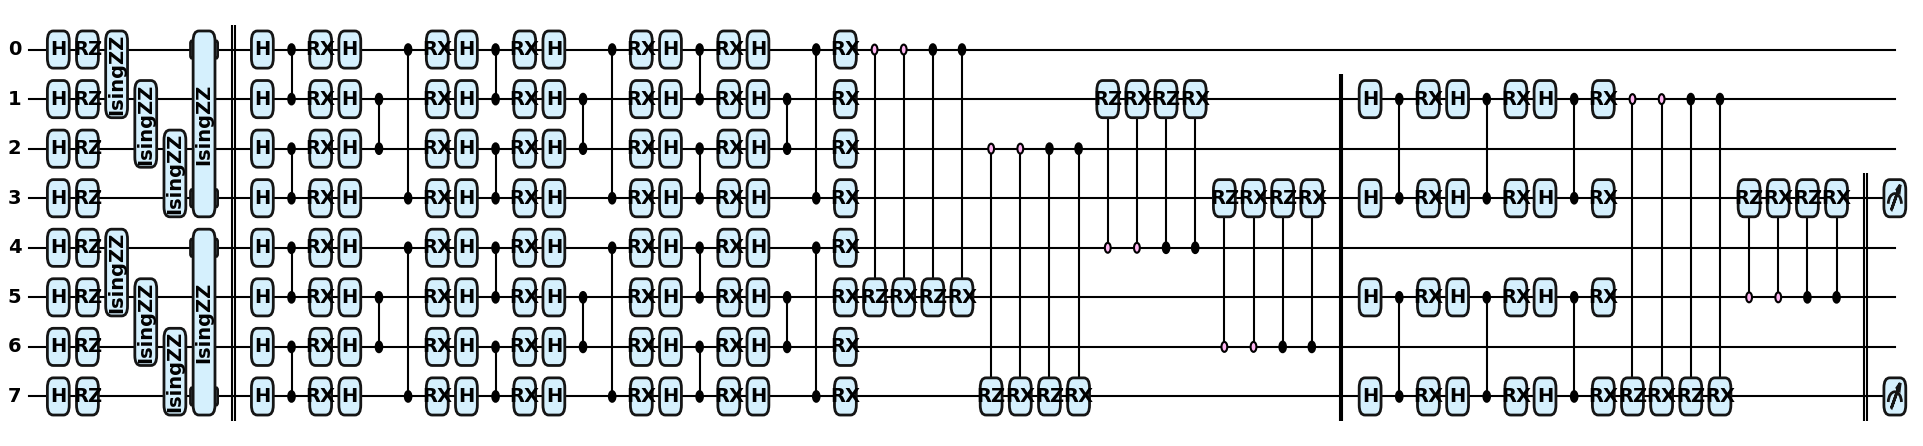 0 H RZ IsingZZ IsingZZ H RX H RX H RX H RX H RX H RX
1 H RZ IsingZZ H RX H RX H RX H RX H RX H RX RZ RX RZ RX H RX H RX H RX
2 H RZ IsingZZ H RX H RX H RX H RX H RX H RX
3 H RZ H RX H RX H RX H RX H RX H RX RZ RX RZ RX H RX H RX H RX RZ RX RZ RX
4 H RZ IsingZZ IsingZZ H RX H RX H RX H RX H RX H RX
5 H RZ IsingZZ H RX H RX H RX H RX H RX H RX RZ RX RZ RX H RX H RX H RX
6 H RZ IsingZZ H RX H RX H RX H RX H RX H RX
7 H RZ H RX H RX H RX H RX H RX H RX RZ RX RZ RX H RX H RX H RX RZ RX RZ RX